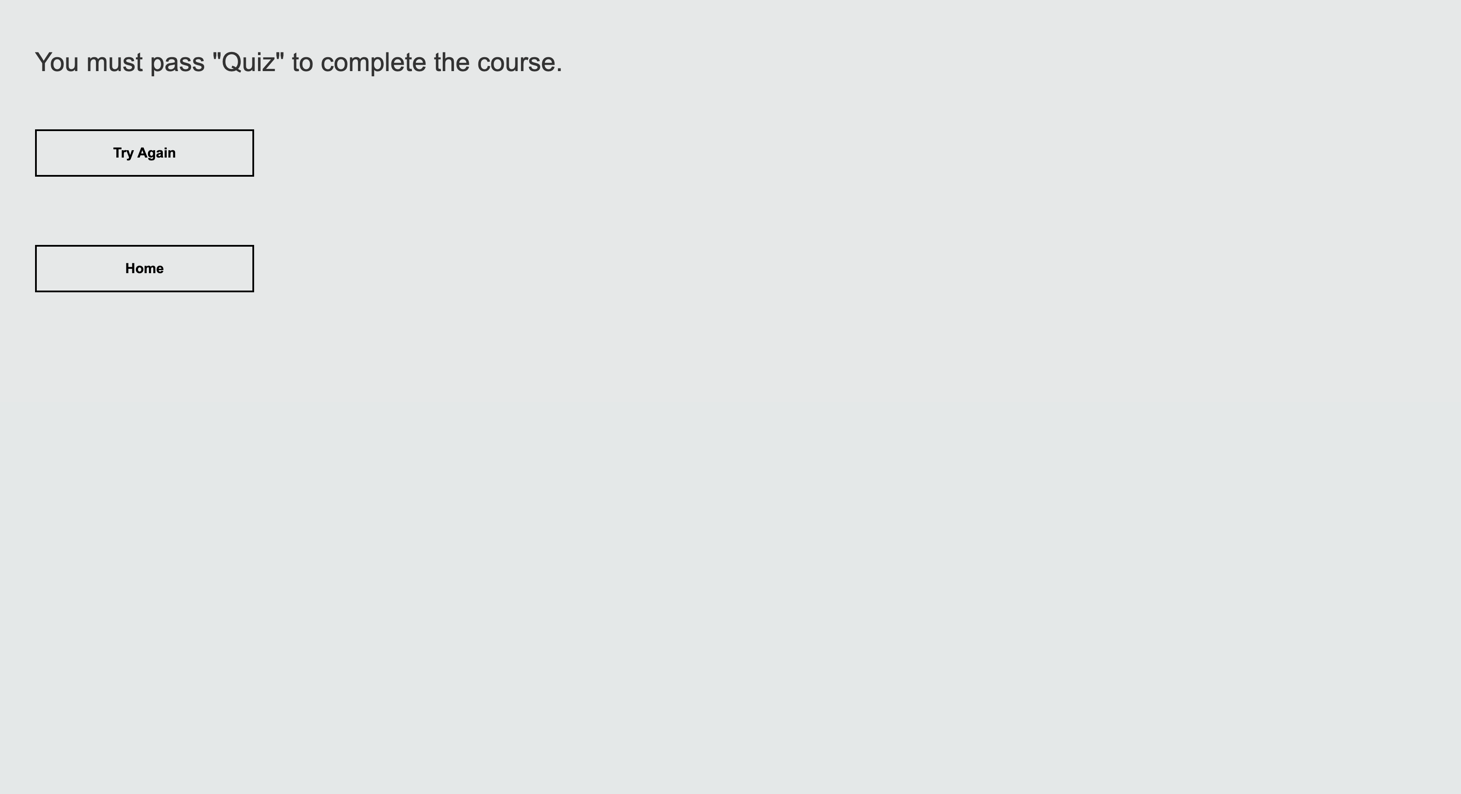 You must pass "Quiz" to complete the course.
Try Again
Home